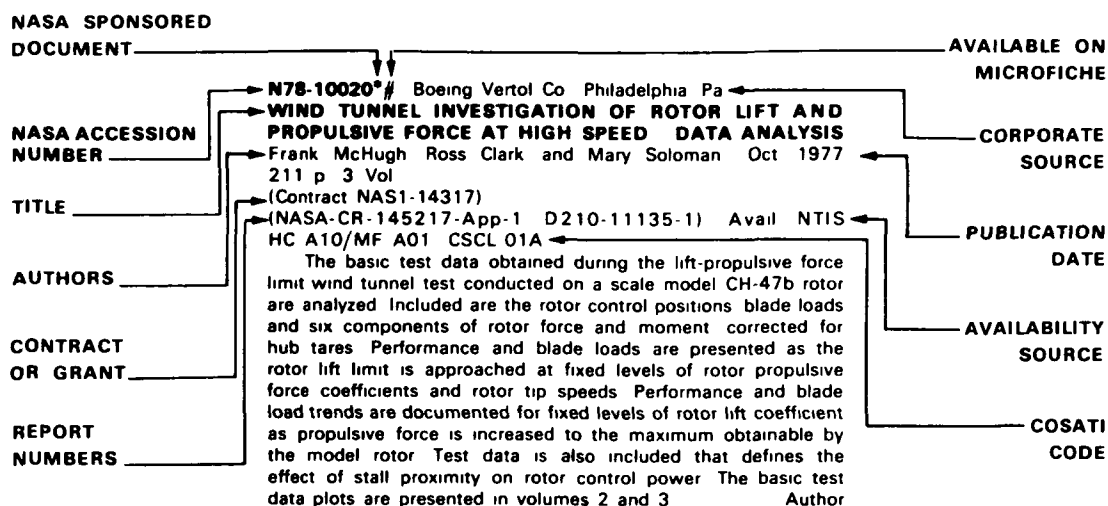 NASA SPONSORED
DOCUMENT
AVAILABLE ON
MICROFICHE
N78-10020*# Boeing Vertol Co Philadelphia Pa
WIND TUNNEL INVESTIGATION OF ROTOR LIFT AND
PROPULSIVE FORCE AT HIGH SPEED DATA ANALYSIS
Frank McHugh Ross Clark and Mary Soloman Oct 1977
211 p 3 Vol
(Contract NAS1-14317)
(NASA-CR-145217-App-1 D210-11135-1) Avail NTIS
HC A10/MF A01 CSCL 01A
The basic test data obtained during the lift-propulsive force
limit wind tunnel test conducted on a scale model CH-47b rotor
are analyzed Included are the rotor control positions blade loads
and six components of rotor force and moment corrected for
hub tares Performance and blade loads are presented as the
rotor lift limit is approached at fixed levels of rotor propulsive
force coefficients and rotor tip speeds Performance and blade
load trends are documented for fixed levels of rotor lift coefficient
as propulsive force is increased to the maximum obtainable by
the model rotor Test data is also included that defines the
effect of stall proximity on rotor control power The basic test
data plots are presented in volumes 2 and 3 Author
NASA ACCESSION
NUMBER
TITLE
AUTHORS
CONTRACT
OR GRANT
REPORT
NUMBERS
CORPORATE
SOURCE
PUBLICATION
DATE
AVAILABILITY
SOURCE
COSATI
CODE